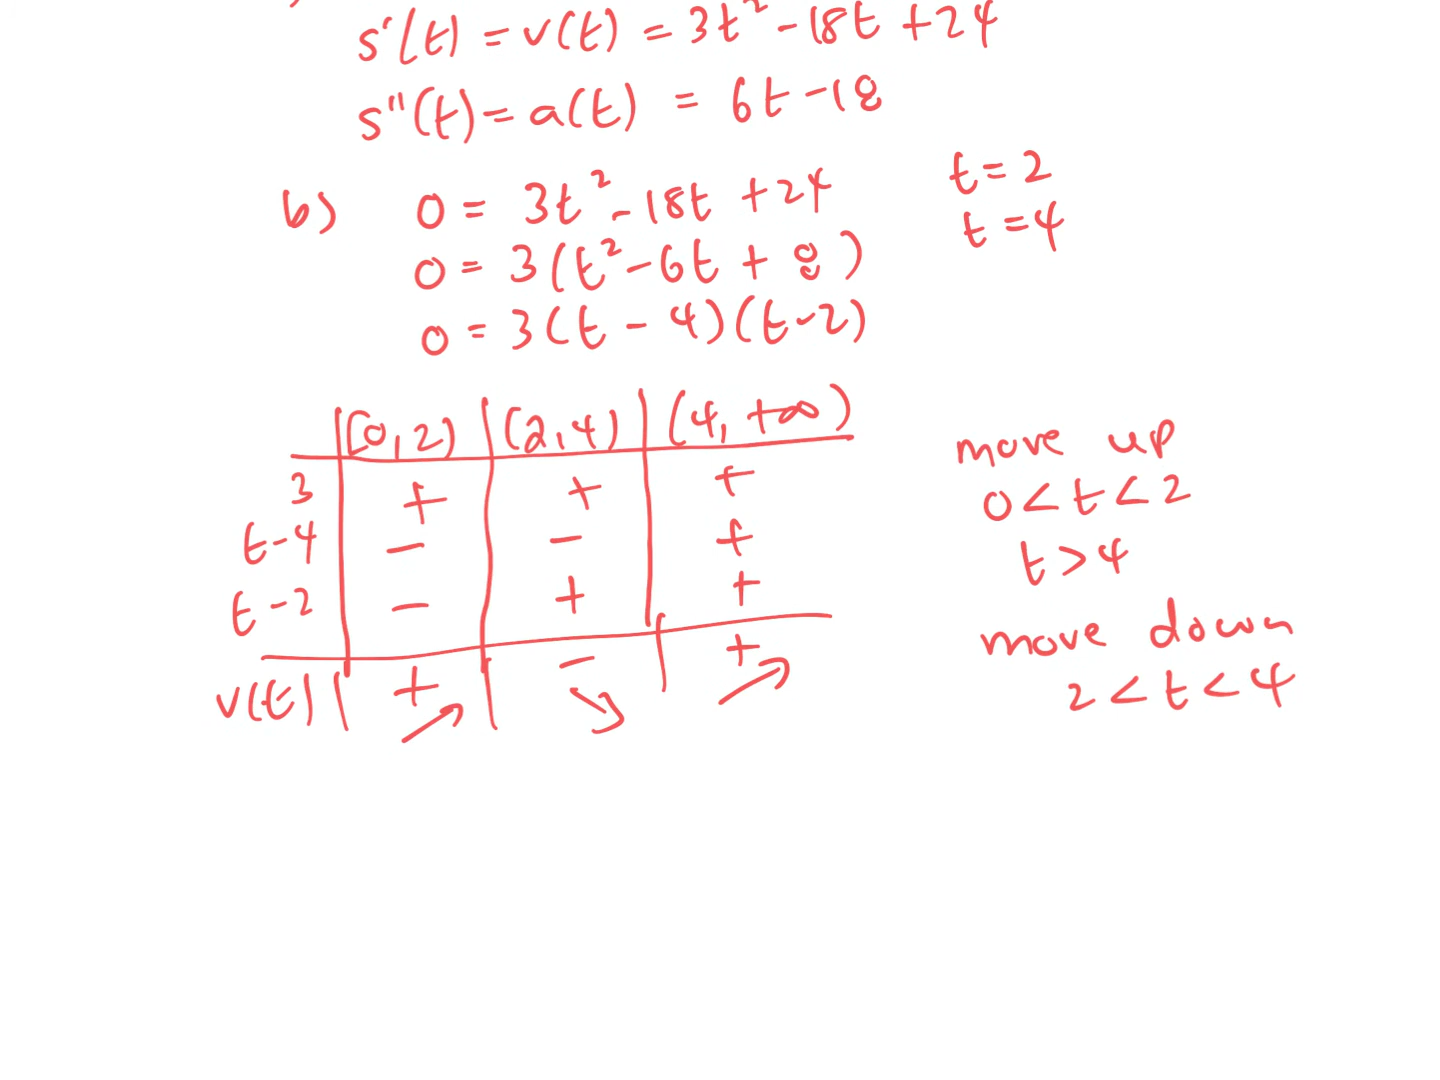 s'(t) = v(t) = 3t² - 18t + 24
s''(t) = a(t) = 6t - 18
t = 2
b) 0 = 3t² - 18t + 24
t = 4
0 = 3(t² - 6t + 8)
0 = 3(t - 4)(t - 2)
[0, 2) (2, 4) (4, +∞)
3 + + +
t - 4 - - +
t - 2 - + +
v(t) + - +
move up
0 < t < 2
t > 4
move down
2 < t < 4